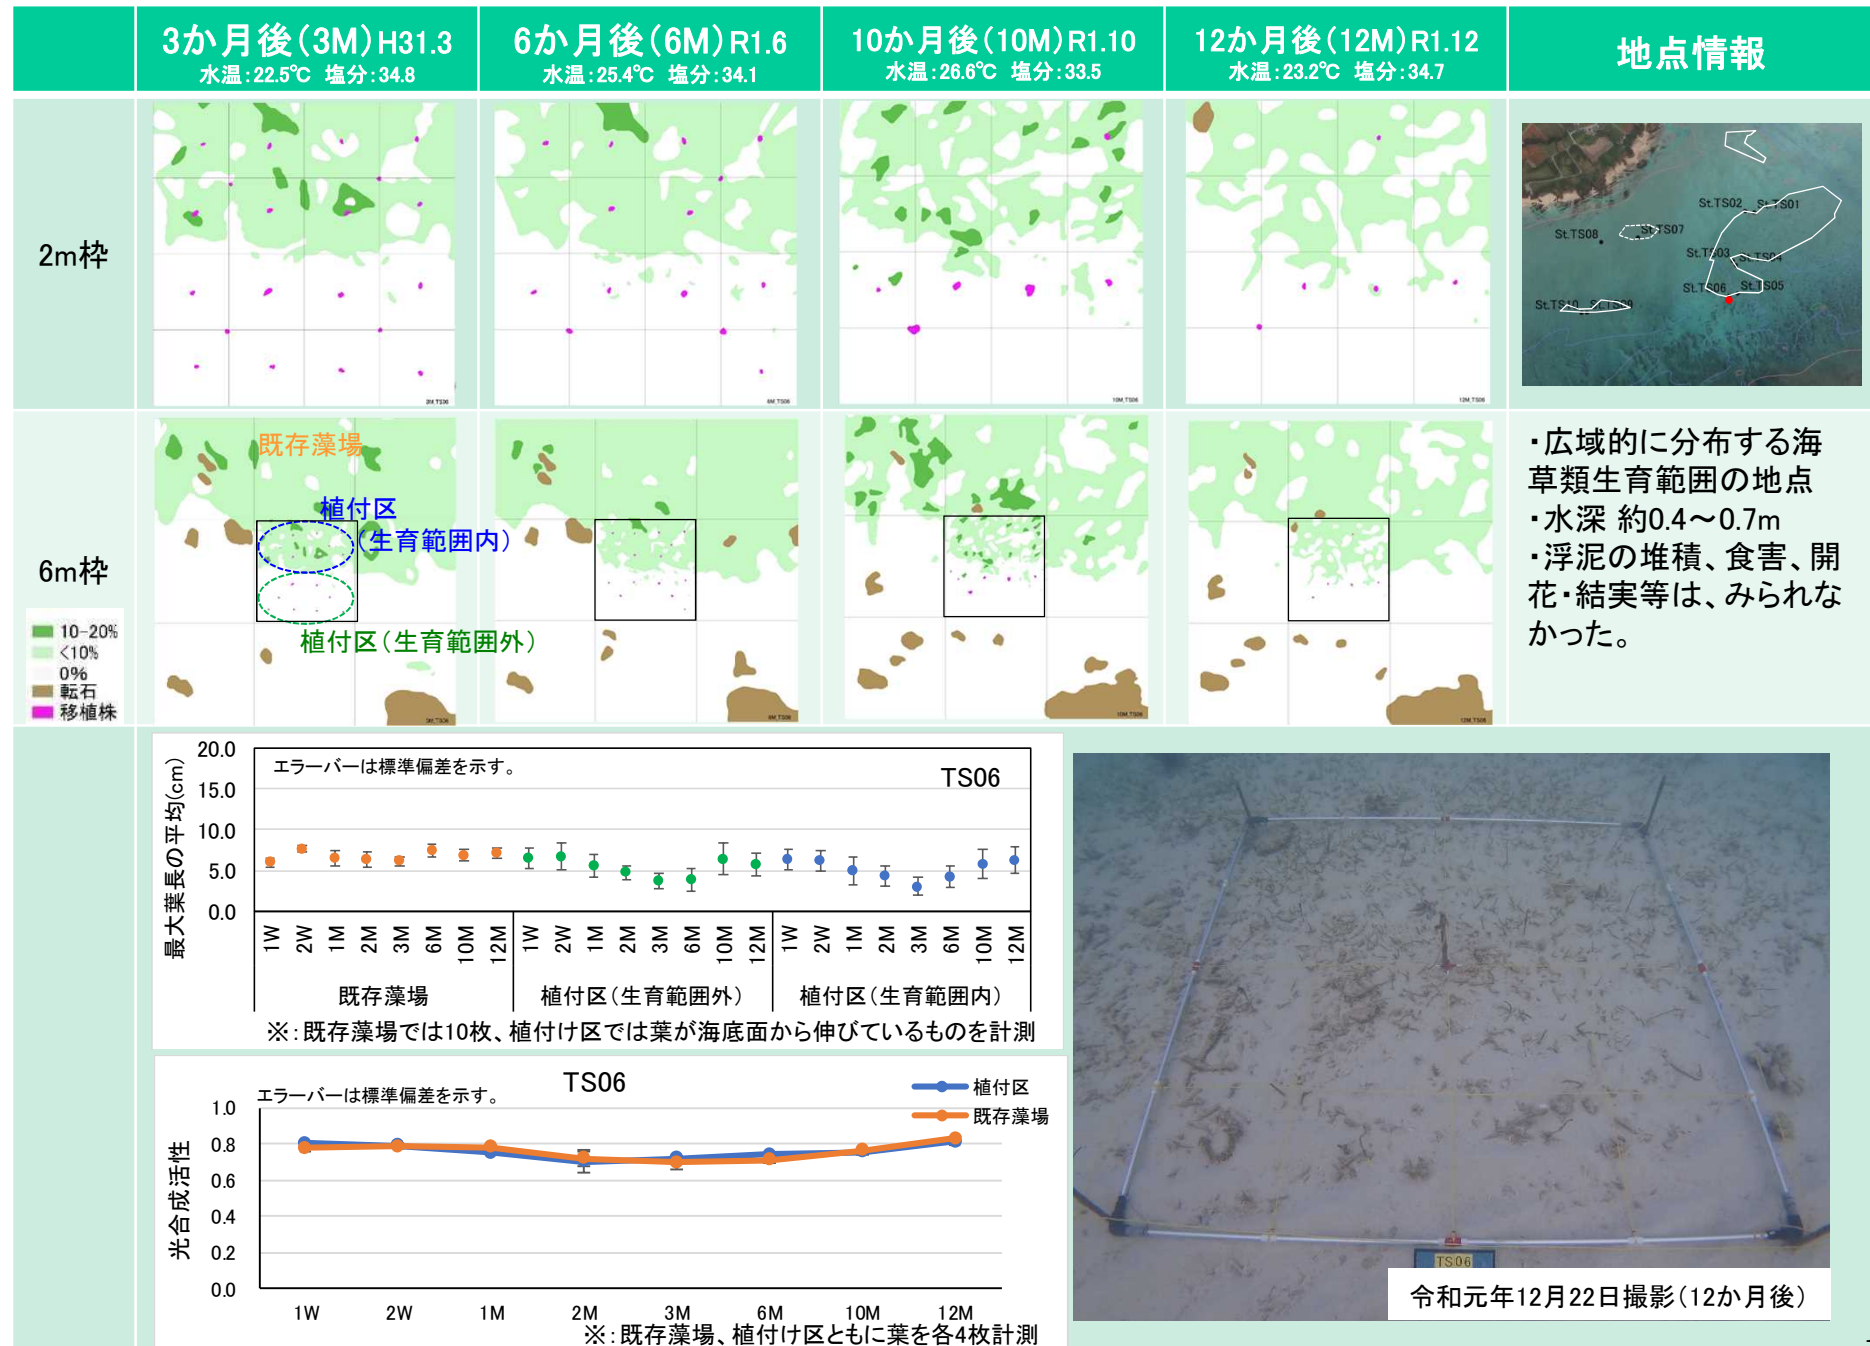 3か月後(3M)H31.3
水温:22.5℃ 塩分:34.8
6か月後(6M)R1.6
水温:25.4℃ 塩分:34.1
10か月後(10M)R1.10
水温:26.6℃ 塩分:33.5
12か月後(12M)R1.12
水温:23.2℃ 塩分:34.7
地点情報
2m枠
3M_TS06
6M_TS06
10M_TS06
12M_TS06
St.TS02
St.TS01
St.TS08
St.TS07
St.TS03
St.TS04
St.TS06
St.TS05
St.TS10
St.TS09
6m枠
10-20%
<10%
0%
転石
移植株
既存藻場
植付区
(生育範囲内)
植付区(生育範囲外)
3M_TS06
6M_TS06
10M_TS06
12M_TS06
・広域的に分布する海
草類生育範囲の地点
・水深 約0.4～0.7m
・浮泥の堆積、食害、開
花・結実等は、みられな
かった。
最大葉長の平均(cm)
20.0
15.0
10.0
5.0
0.0
エラーバーは標準偏差を示す。
TS06
1W 2W 1M 2M 3M 6M 10M 12M 1W 2W 1M 2M 3M 6M 10M 12M 1W 2W 1M 2M 3M 6M 10M 12M
既存藻場 植付区(生育範囲外) 植付区(生育範囲内)
※:既存藻場では10枚、植付け区では葉が海底面から伸びているものを計測
エラーバーは標準偏差を示す。
TS06
植付区
既存藻場
光合成活性
1.0
0.8
0.6
0.4
0.2
0.0
1W 2W 1M 2M 3M 6M 10M 12M
※:既存藻場、植付け区ともに葉を各4枚計測
TS06
令和元年12月22日撮影(12か月後)